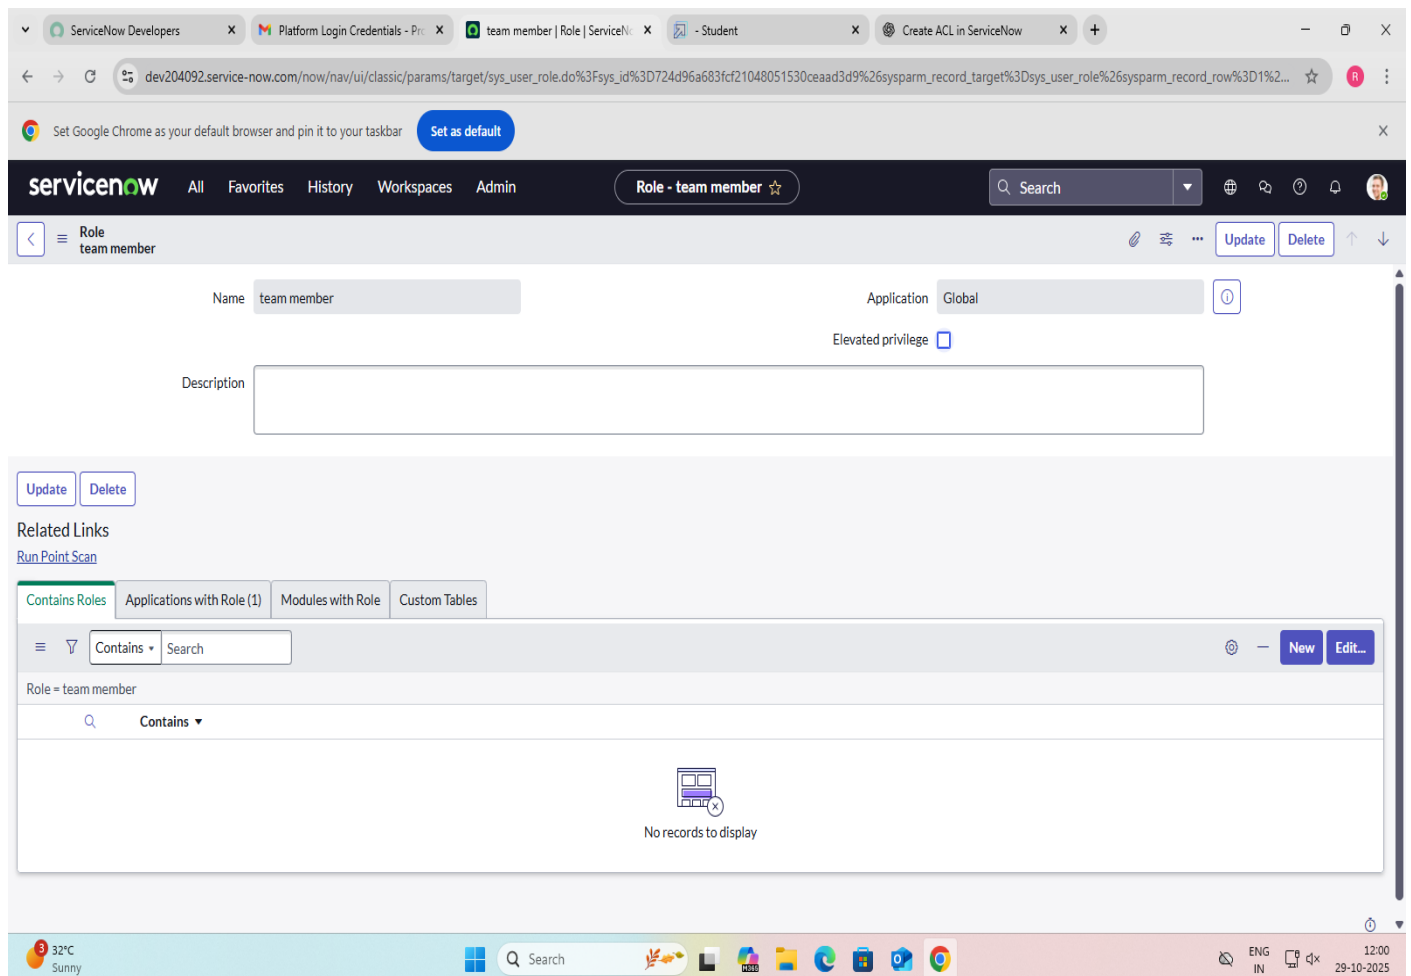 ServiceNow Developers
Platform Login Credentials - Pro
team member | Role | ServiceNo
- Student
Create ACL in ServiceNow
dev204092.service-now.com/now/nav/ui/classic/params/target/sys_user_role.do%3Fsys_id%3D724d96a683fcf21048051530ceaad3d9%26sysparm_record_target%3Dsys_user_role%26sysparm_record_row%3D1%2...
R
Set Google Chrome as your default browser and pin it to your taskbar
Set as default
servicenow
All
Favorites
History
Workspaces
Admin
Role - team member
Search
Role
team member
Update
Delete
Name
team member
Application
Global
Elevated privilege
Description
Update
Delete
Related Links
Run Point Scan
Contains Roles
Applications with Role (1)
Modules with Role
Custom Tables
Contains
Search
New
Edit...
Role = team member
Contains
No records to display
3
32°C
Sunny
Search
M365
ENG
IN
12:00
29-10-2025